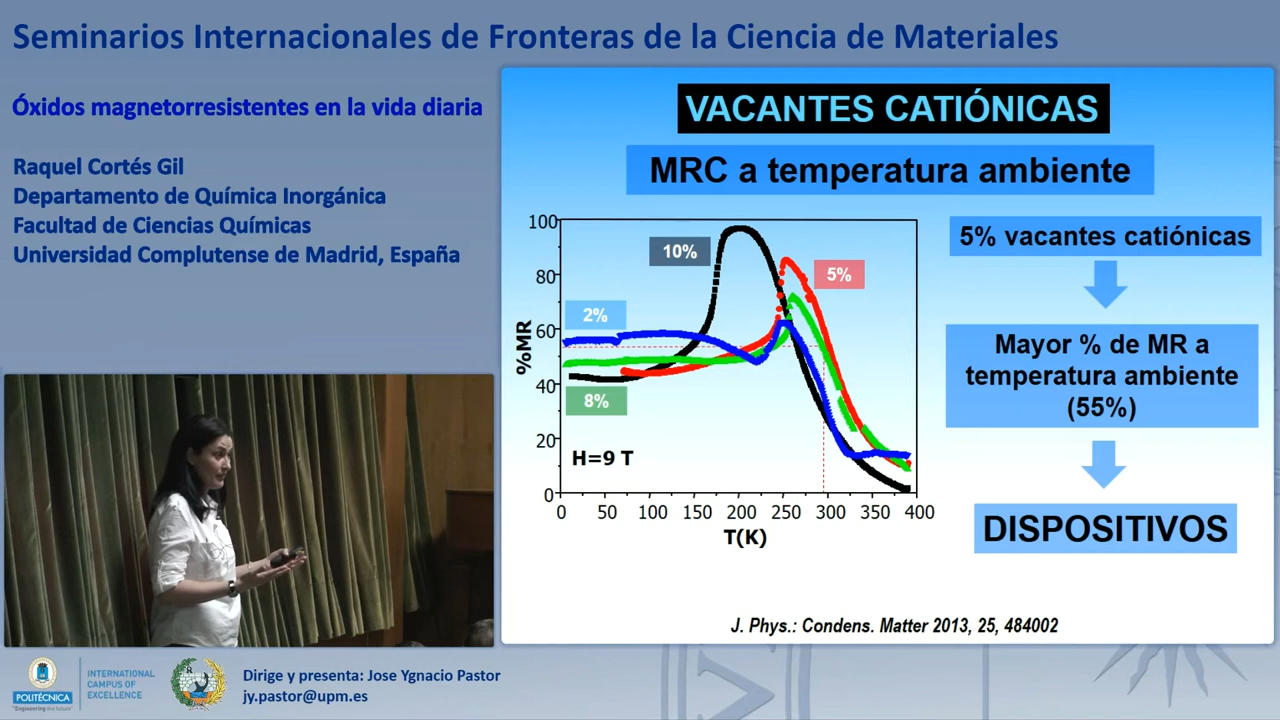 Seminarios Internacionales de Fronteras de la Ciencia de Materiales
Óxidos magnetorresistentes en la vida diaria
Raquel Cortés Gil
Departamento de Química Inorgánica
Facultad de Ciencias Químicas
Universidad Complutense de Madrid, España
VACANTES CATIÓNICAS
MRC a temperatura ambiente
100
80
60
40
20
0
%MR
10%
5%
2%
8%
H=9 T
0 50 100 150 200 250 300 350 400
T(K)
5% vacantes catiónicas
Mayor % de MR a
temperatura ambiente
(55%)
DISPOSITIVOS
J. Phys.: Condens. Matter 2013, 25, 484002
POLITÉCNICA
"Engineering the future"
INTERNATIONAL
CAMPUS OF
EXCELLENCE
Dirige y presenta: Jose Ygnacio Pastor
jy.pastor@upm.es